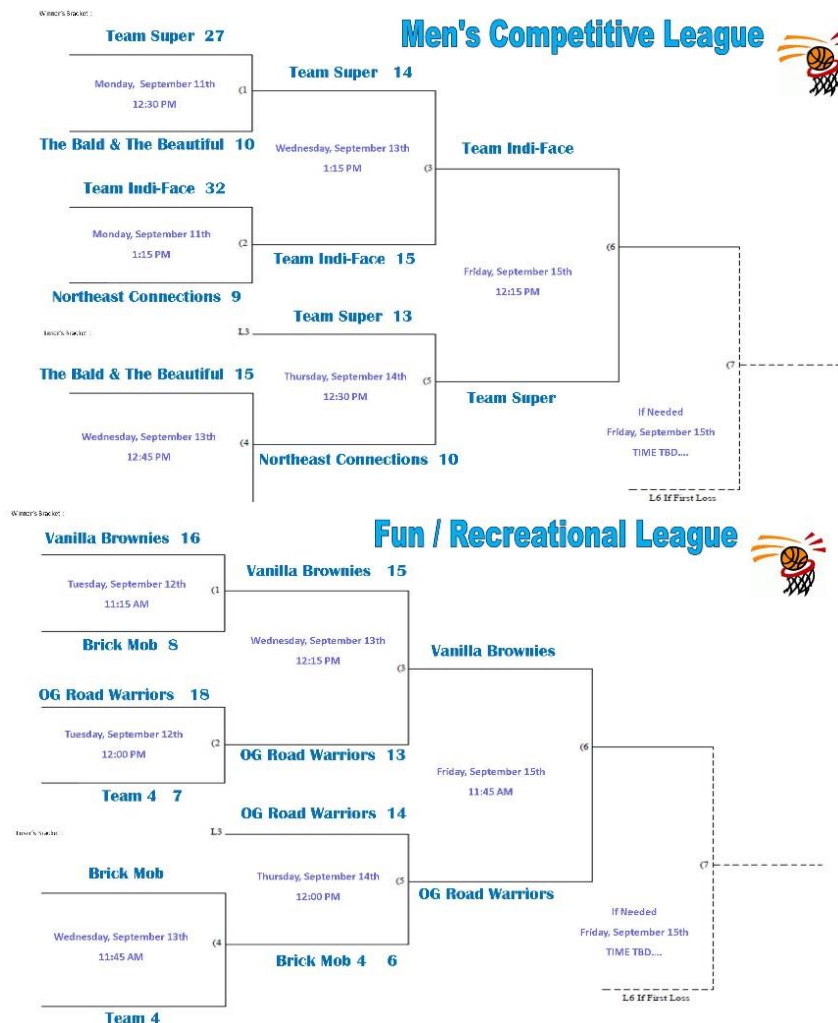 Winner's Bracket :
Men's Competitive League
Team Super 27
Monday, September 11th
12:30 PM
(1
The Bald & The Beautiful 10
Team Super 14
Wednesday, September 13th
1:15 PM
(3
Team Indi-Face 32
Monday, September 11th
1:15 PM
(2
Northeast Connections 9
Team Indi-Face 15
Team Indi-Face
Friday, September 15th
12:15 PM
(6
Loser's Bracket :
L3
Team Super 13
The Bald & The Beautiful 15
Thursday, September 14th
12:30 PM
(5
Team Super
Wednesday, September 13th
12:45 PM
(4
Northeast Connections 10
(7
If Needed
Friday, September 15th
TIME TBD....
L6 If First Loss
Winner's Bracket :
Fun / Recreational League
Vanilla Brownies 16
Tuesday, September 12th
11:15 AM
(1
Brick Mob 8
Vanilla Brownies 15
Wednesday, September 13th
12:15 PM
(3
OG Road Warriors 18
Tuesday, September 12th
12:00 PM
(2
Team 4 7
OG Road Warriors 13
Vanilla Brownies
Friday, September 15th
11:45 AM
(6
Loser's Bracket :
L3
OG Road Warriors 14
Brick Mob
Thursday, September 14th
12:00 PM
(5
OG Road Warriors
Wednesday, September 13th
11:45 AM
(4
Brick Mob 4 6
Team 4
(7
If Needed
Friday, September 15th
TIME TBD....
L6 If First Loss